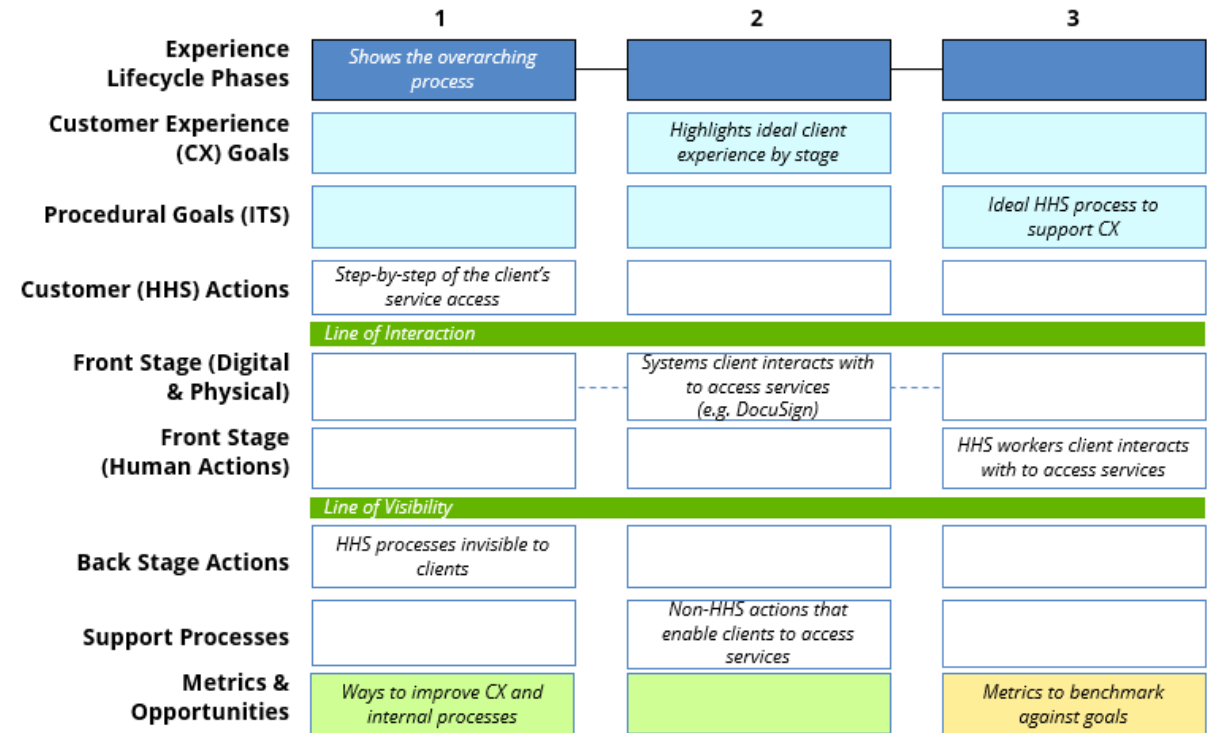 1
2
3
Experience
Lifecycle Phases
Shows the overarching
process
Customer Experience
(CX) Goals
Highlights ideal client
experience by stage
Procedural Goals (ITS)
Ideal HHS process to
support CX
Customer (HHS) Actions
Step-by-step of the client’s
service access
Line of Interaction
Front Stage (Digital
& Physical)
Systems client interacts with
to access services
(e.g. DocuSign)
Front Stage
(Human Actions)
HHS workers client interacts
with to access services
Line of Visibility
Back Stage Actions
HHS processes invisible to
clients
Support Processes
Non-HHS actions that
enable clients to access
services
Metrics &
Opportunities
Ways to improve CX and
internal processes
Metrics to benchmark
against goals